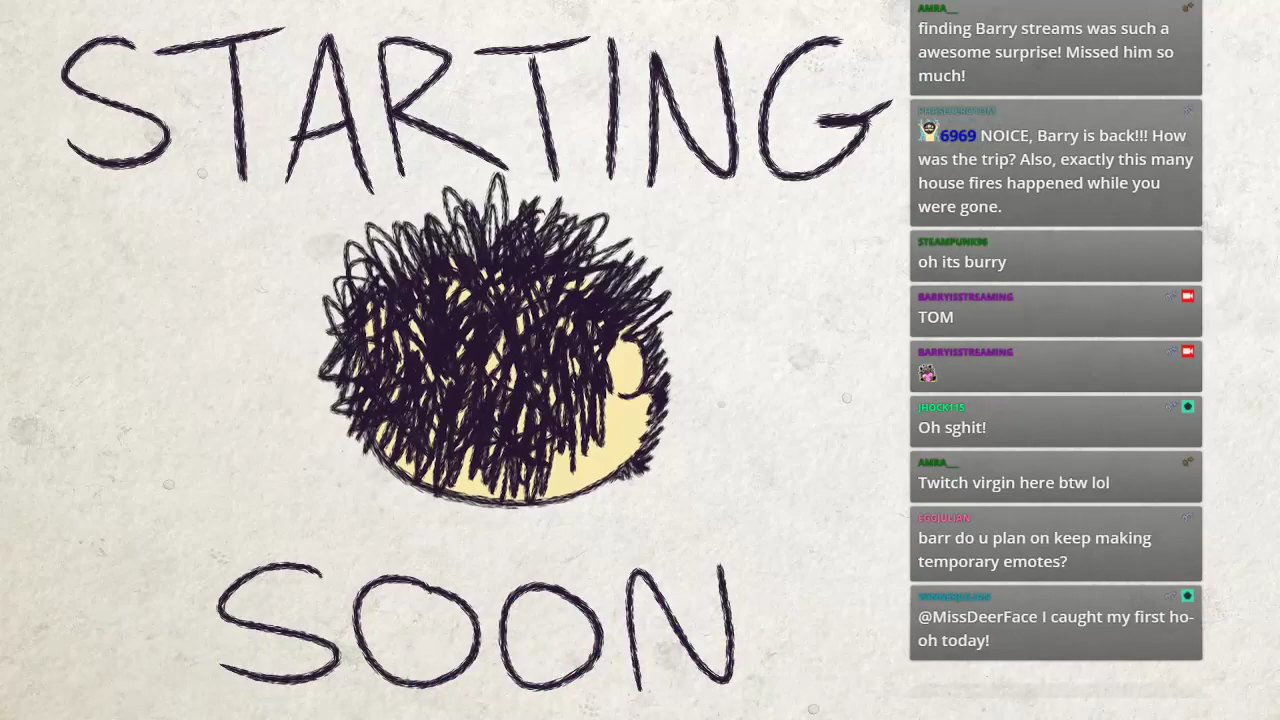 STARTING
SOON
AMRA__
finding Barry streams was such a
awesome surprise! Missed him so
much!
6969 NOICE, Barry is back!!! How
was the trip? Also, exactly this many
house fires happened while you
were gone.
STEAMPUNK96
oh its burry
BARRYISSTREAMING
TOM
BARRYISSTREAMING
JHOCK115
Oh sghit!
AMRA__
Twitch virgin here btw lol
EGGJULIAN
barr do u plan on keep making
temporary emotes?
@MissDeerFace I caught my first ho-
oh today!